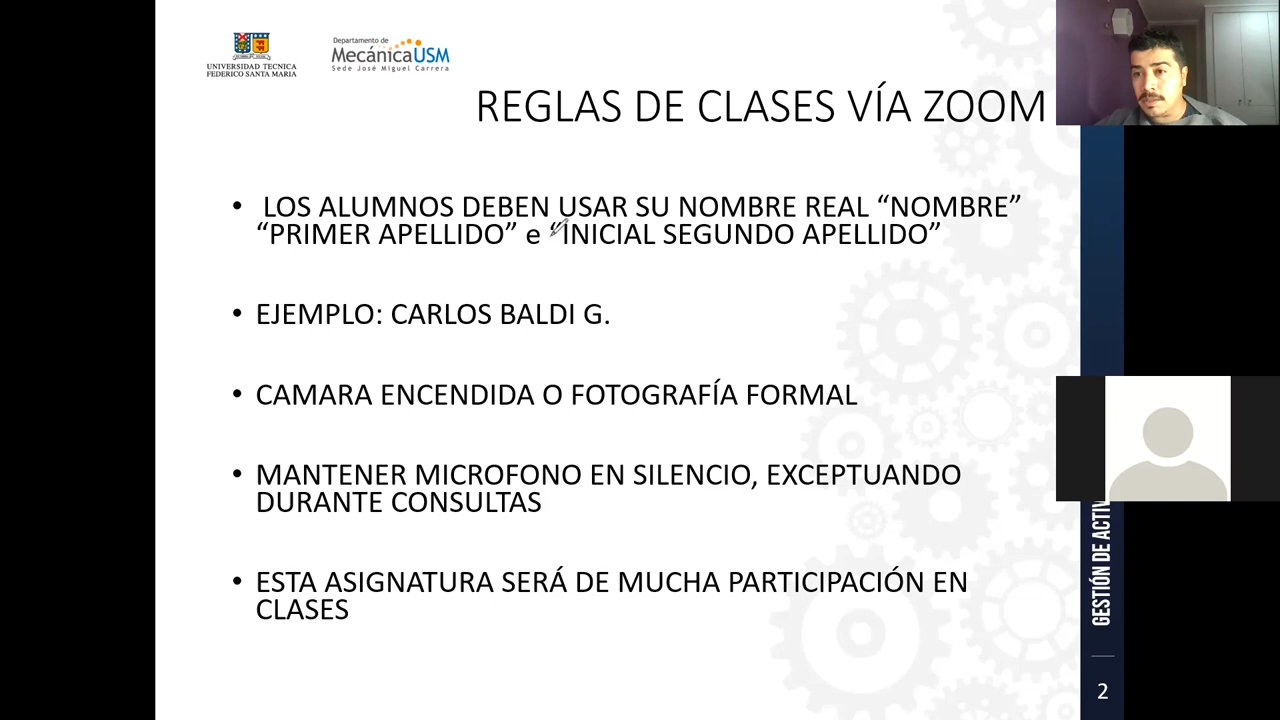 UNIVERSIDAD TECNICA
FEDERICO SANTA MARIA
Departamento de
MecánicaUSM
Sede José Miguel Carrera
REGLAS DE CLASES VÍA ZOOM
• LOS ALUMNOS DEBEN USAR SU NOMBRE REAL “NOMBRE”
“PRIMER APELLIDO” e “INICIAL SEGUNDO APELLIDO”
• EJEMPLO: CARLOS BALDI G.
• CAMARA ENCENDIDA O FOTOGRAFÍA FORMAL
• MANTENER MICROFONO EN SILENCIO, EXCEPTUANDO
DURANTE CONSULTAS
• ESTA ASIGNATURA SERÁ DE MUCHA PARTICIPACIÓN EN
CLASES
GESTIÓN DE
2